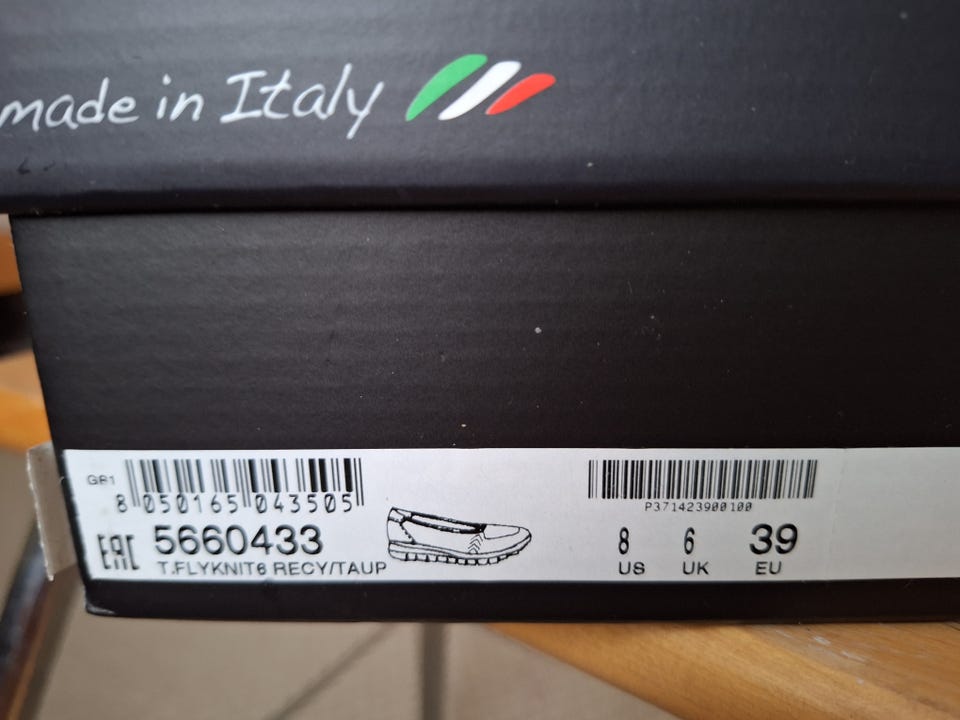 made in Italy
GR1
8 050165 043505
P371423900100
EAC 5660433
T.FLYKNIT6 RECY/TAUP
8 6 39
US UK EU